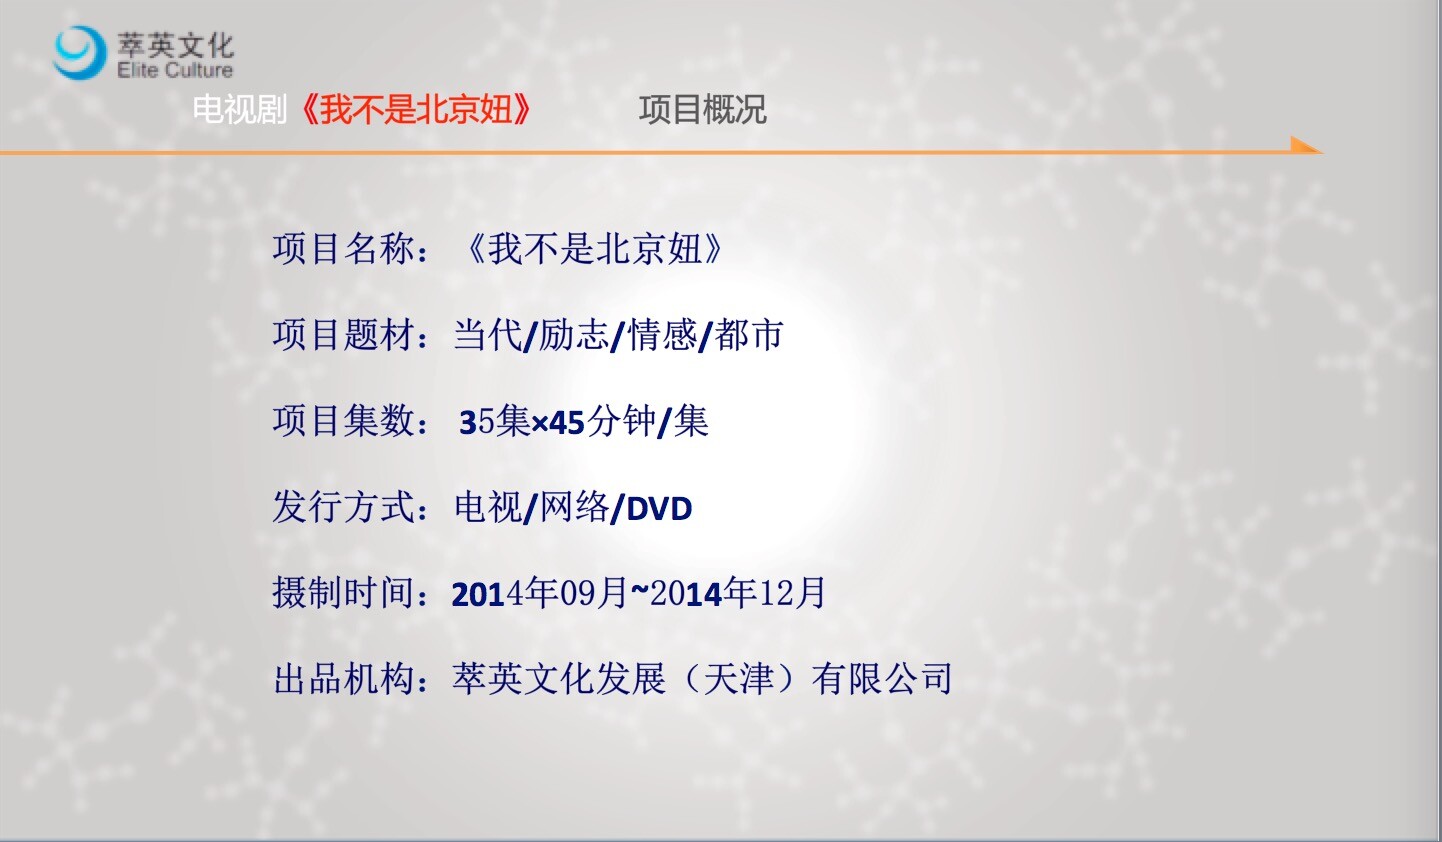 萃英文化
Elite Culture
电视剧《我不是北京妞》 项目概况
项目名称：《我不是北京妞》
项目题材：当代/励志/情感/都市
项目集数： 35集×45分钟/集
发行方式：电视/网络/DVD
摄制时间：2014年09月~2014年12月
出品机构：萃英文化发展（天津）有限公司